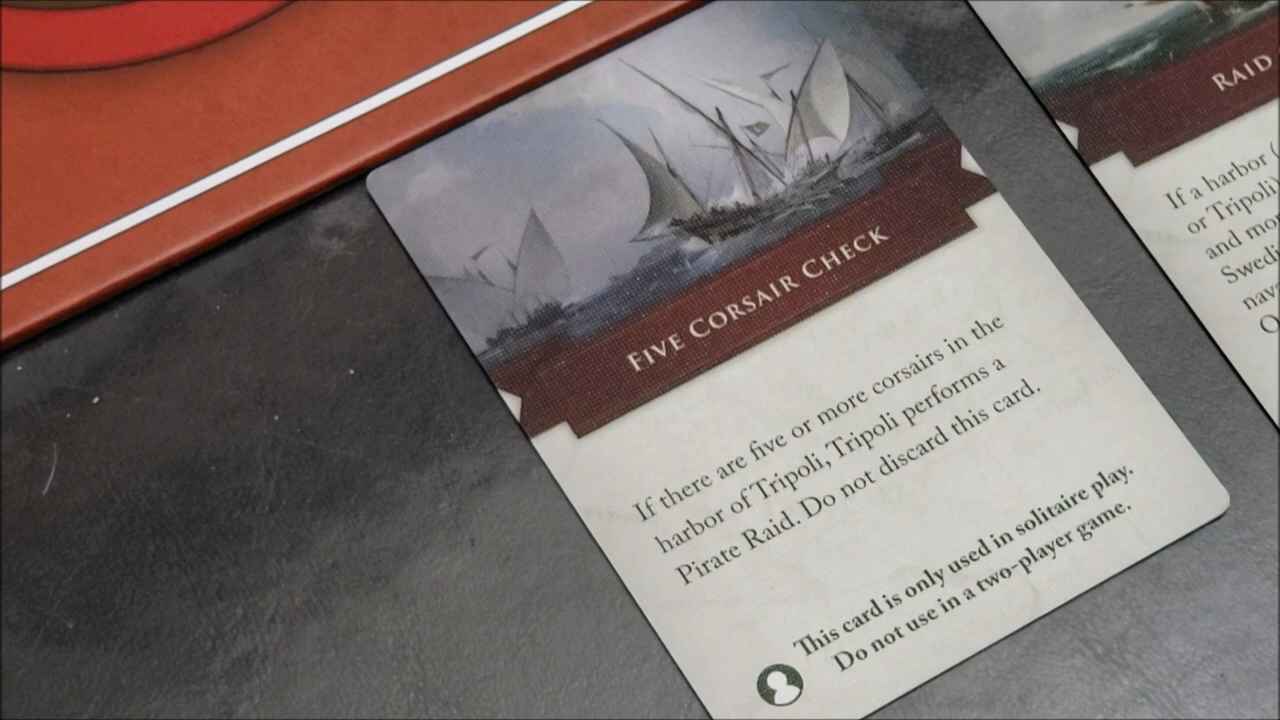 FIVE CORSAIR CHECK
If there are five or more corsairs in the
harbor of Tripoli, Tripoli performs a
Pirate Raid. Do not discard this card.
This card is only used in solitaire play.
Do not use in a two-player game.
RAID
If a harbor (
or Tripoli)
and mo
Swedi
nava